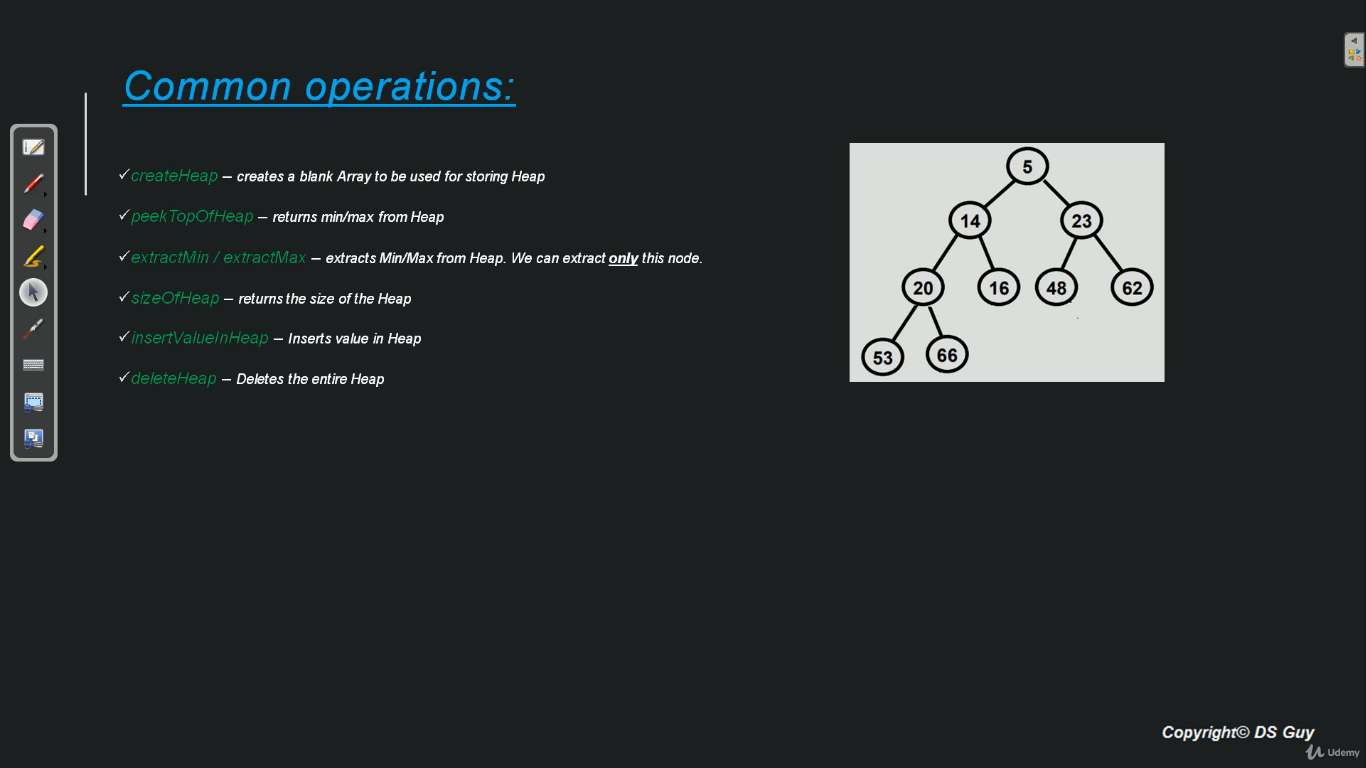 Common operations:
✓createHeap – creates a blank Array to be used for storing Heap
✓peekTopOfHeap – returns min/max from Heap
✓extractMin / extractMax – extracts Min/Max from Heap. We can extract only this node.
✓sizeOfHeap – returns the size of the Heap
✓insertValueInHeap – Inserts value in Heap
✓deleteHeap – Deletes the entire Heap
5
14 23
20 16 48 62
53 66
Copyright© DS Guy
Udemy